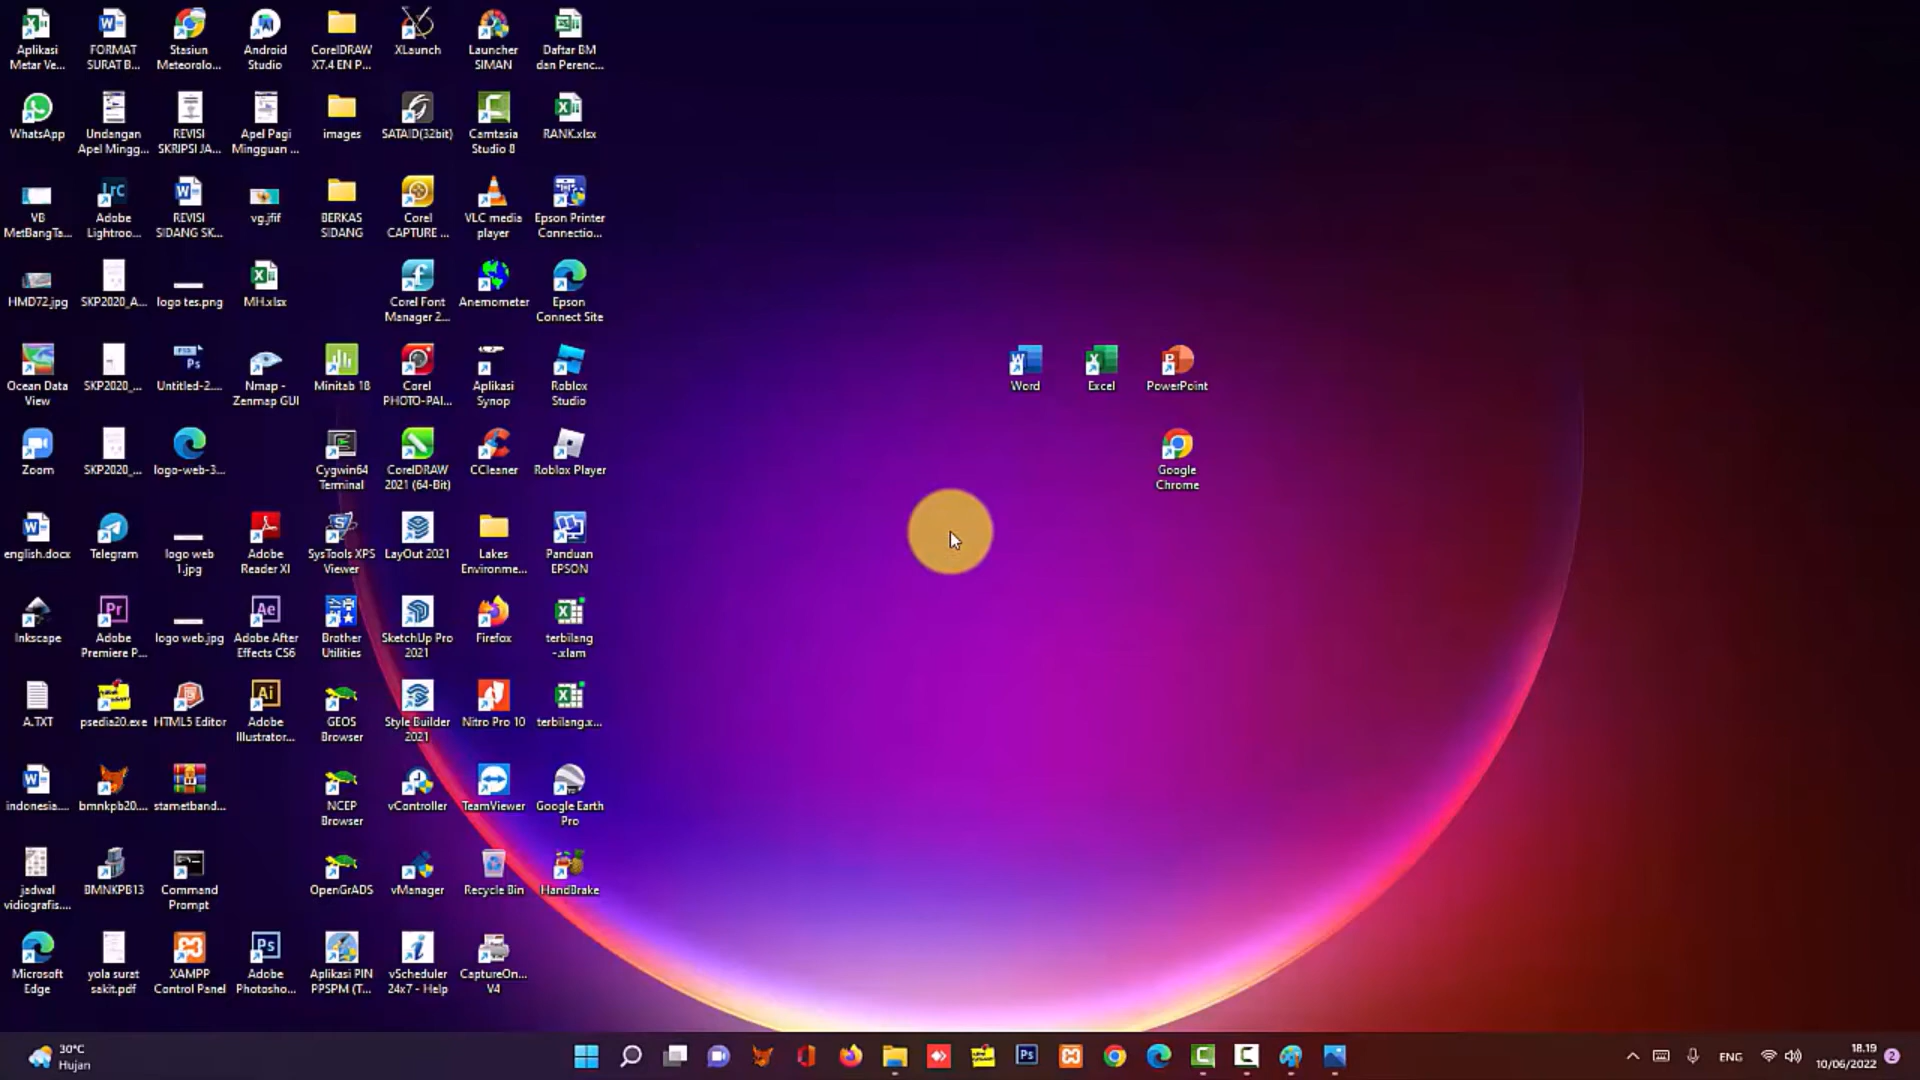 Aplikasi
Metar Ve...
FORMAT
SURAT B...
Stasiun
Meteorolo...
Android
Studio
CorelDRAW
X7.4 EN P...
XLaunch
Launcher
SIMAN
Daftar BM
dan Perenc...
WhatsApp
Undangan
Apel Mingg...
REVISI
SKRIPSI JA...
Apel Pagi
Mingguan ...
images
SATAID(32bit)
Camtasia
Studio 8
RANK.xlsx
VB
MetBangTa...
Adobe
Lightroo...
REVISI
SIDANG SK...
vg.jfif
BERKAS
SIDANG
Corel
CAPTURE ...
VLC media
player
Epson Printer
Connectio...
HMD72.jpg
SKP2020_A...
logo tes.png
MH.xlsx
Corel Font
Manager 2...
Anemometer
Epson
Connect Site
Ocean Data
View
SKP2020_...
Untitled-2....
Nmap -
Zenmap GUI
Minitab 18
Corel
PHOTO-PAI...
Aplikasi
Synop
Roblox
Studio
Word
Excel
PowerPoint
Zoom
SKP2020_...
logo-web-3...
Cygwin64
Terminal
CorelDRAW
2021 (64-Bit)
CCleaner
Roblox Player
Google
Chrome
english.docx
Telegram
logo web
1.jpg
Adobe
Reader XI
SysTools XPS
Viewer
LayOut 2021
Lakes
Environme...
Panduan
EPSON
Inkscape
Adobe
Premiere P...
logo web.jpg
Adobe After
Effects CS6
Brother
Utilities
SketchUp Pro
2021
Firefox
terbilang
-.xlam
A.TXT
psedia20.exe
HTML5 Editor
Adobe
Illustrator...
GEOS
Browser
Style Builder
2021
Nitro Pro 10
terbilang.x...
indonesia....
bmnkpb20....
stametband...
NCEP
Browser
vController
TeamViewer
Google Earth
Pro
jadwal
vidiografis....
BMNKPB13
Command
Prompt
OpenGrADS
vManager
Recycle Bin
HandBrake
Microsoft
Edge
yola surat
sakit.pdf
XAMPP
Control Panel
Adobe
Photosho...
Aplikasi PIN
PPSPM (T...
vScheduler
24x7 - Help
CaptureOn...
V4
30°C
Hujan
ENG
18.19
10/06/2022
2